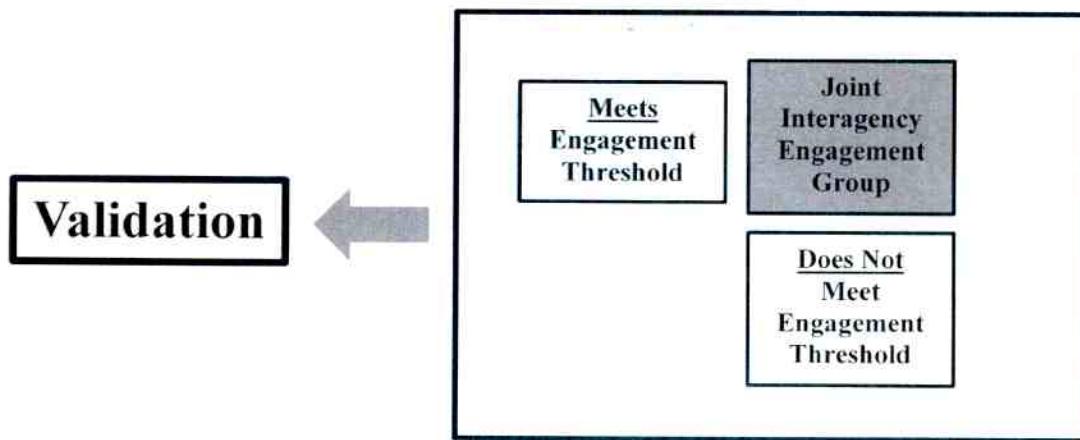 Validation
Meets
Engagement
Threshold
Joint
Interagency
Engagement
Group
Does Not
Meet
Engagement
Threshold